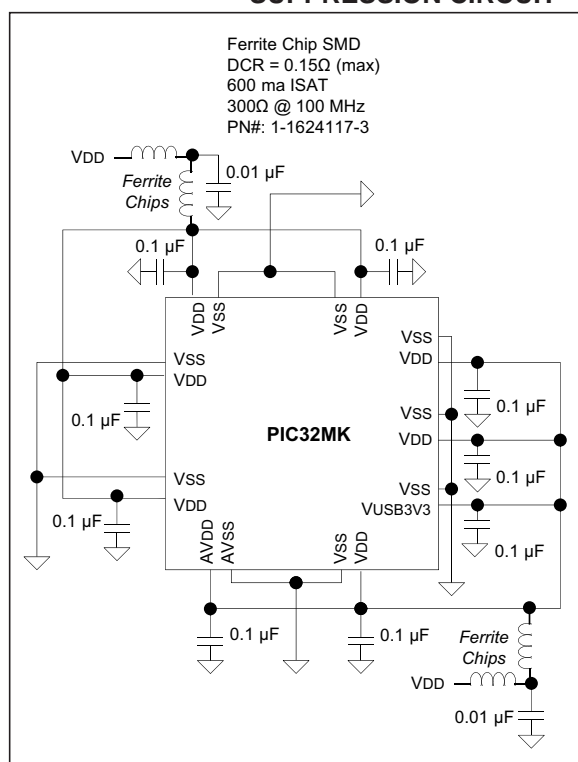 Ferrite Chip SMD
DCR = 0.15Ω (max)
600 ma ISAT
300Ω @ 100 MHz
PN#: 1-1624117-3
VDD
0.01 µF
Ferrite
Chips
0.1 µF
0.1 µF
VDD
VSS
VSS
VDD
VSS
VDD
VSS
VDD
0.1 µF
0.1 µF
VSS
VDD
0.1 µF
PIC32MK
VSS
VDD
0.1 µF
VSS
VUSB3V3
0.1 µF
0.1 µF
AVDD
AVSS
VSS
VDD
0.1 µF
0.1 µF
Ferrite
Chips
VDD
0.01 µF